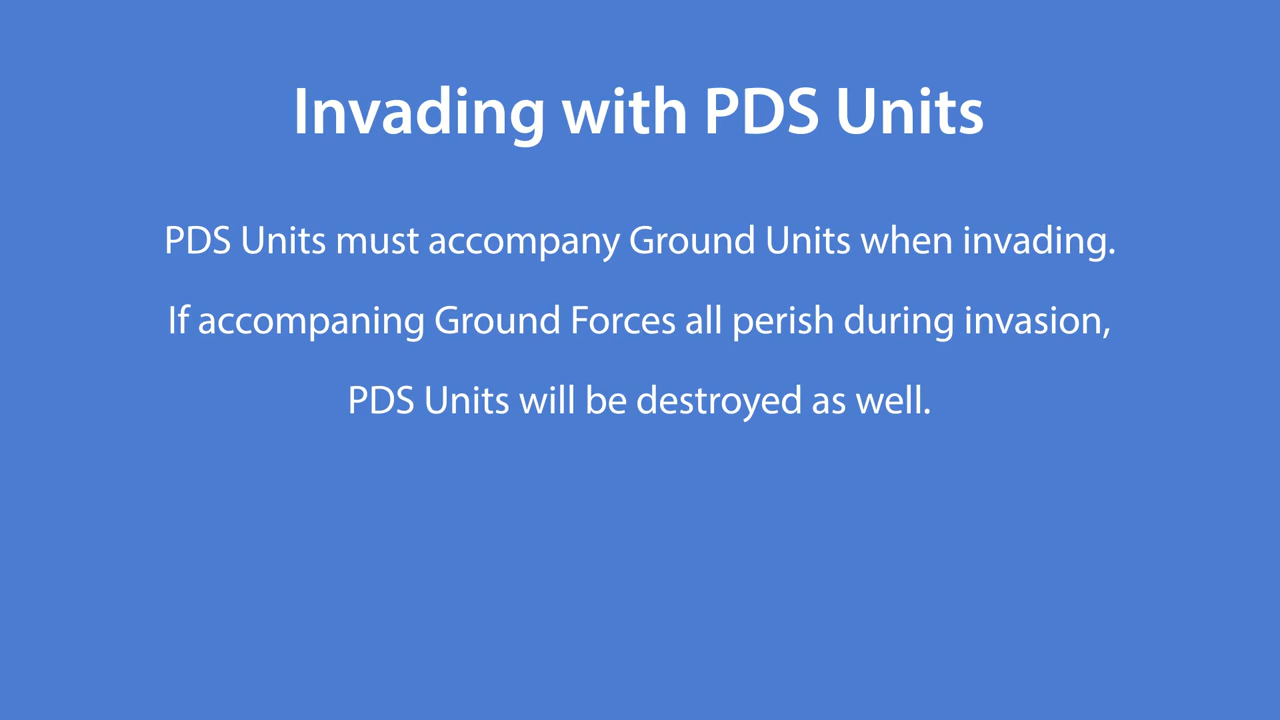 Invading with PDS Units
PDS Units must accompany Ground Units when invading.
If accompaning Ground Forces all perish during invasion,
PDS Units will be destroyed as well.